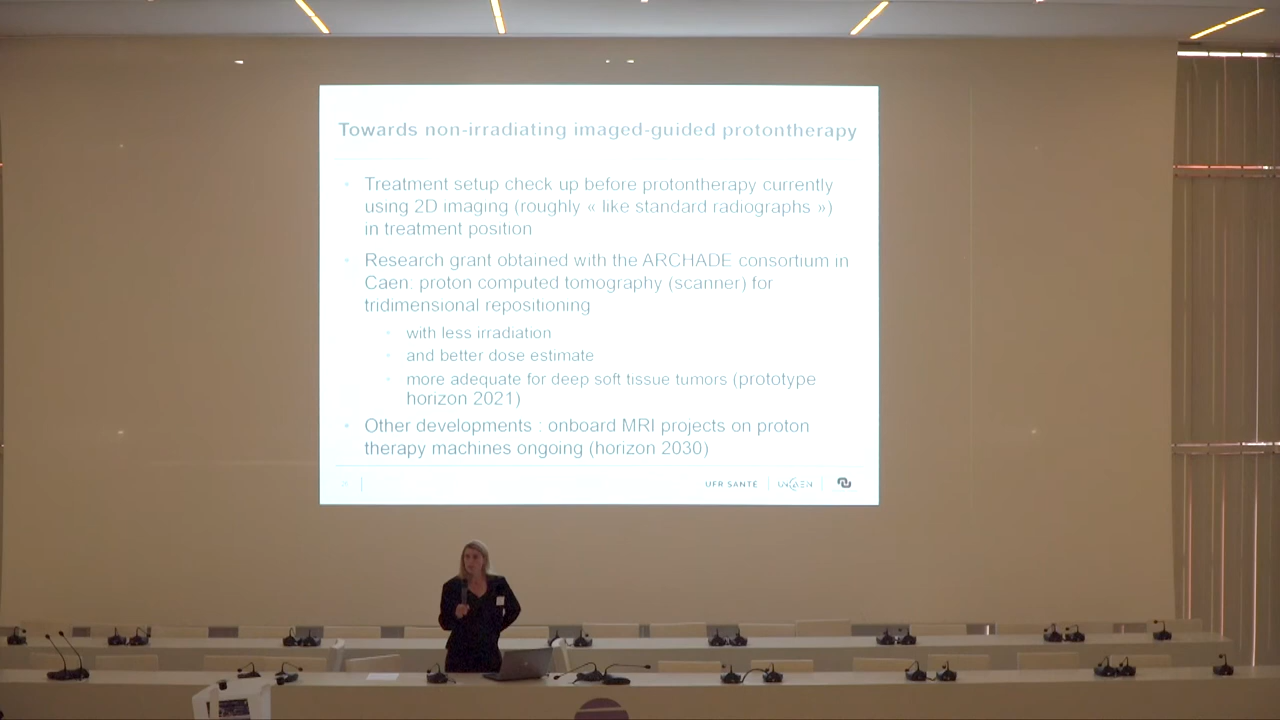 Towards non-irradiating imaged-guided protontherapy
Treatment setup check up before protontherapy currently
using 2D imaging (roughly « like standard radiographs »)
in treatment position
Research grant obtained with the ARCHADE consortium in
Caen: proton computed tomography (scanner) for
tridimensional repositioning
with less irradiation
and better dose estimate
more adequate for deep soft tissue tumors (prototype
horizon 2021)
Other developments : onboard MRI projects on proton
therapy machines ongoing (horizon 2030)
UFR SANTÉ